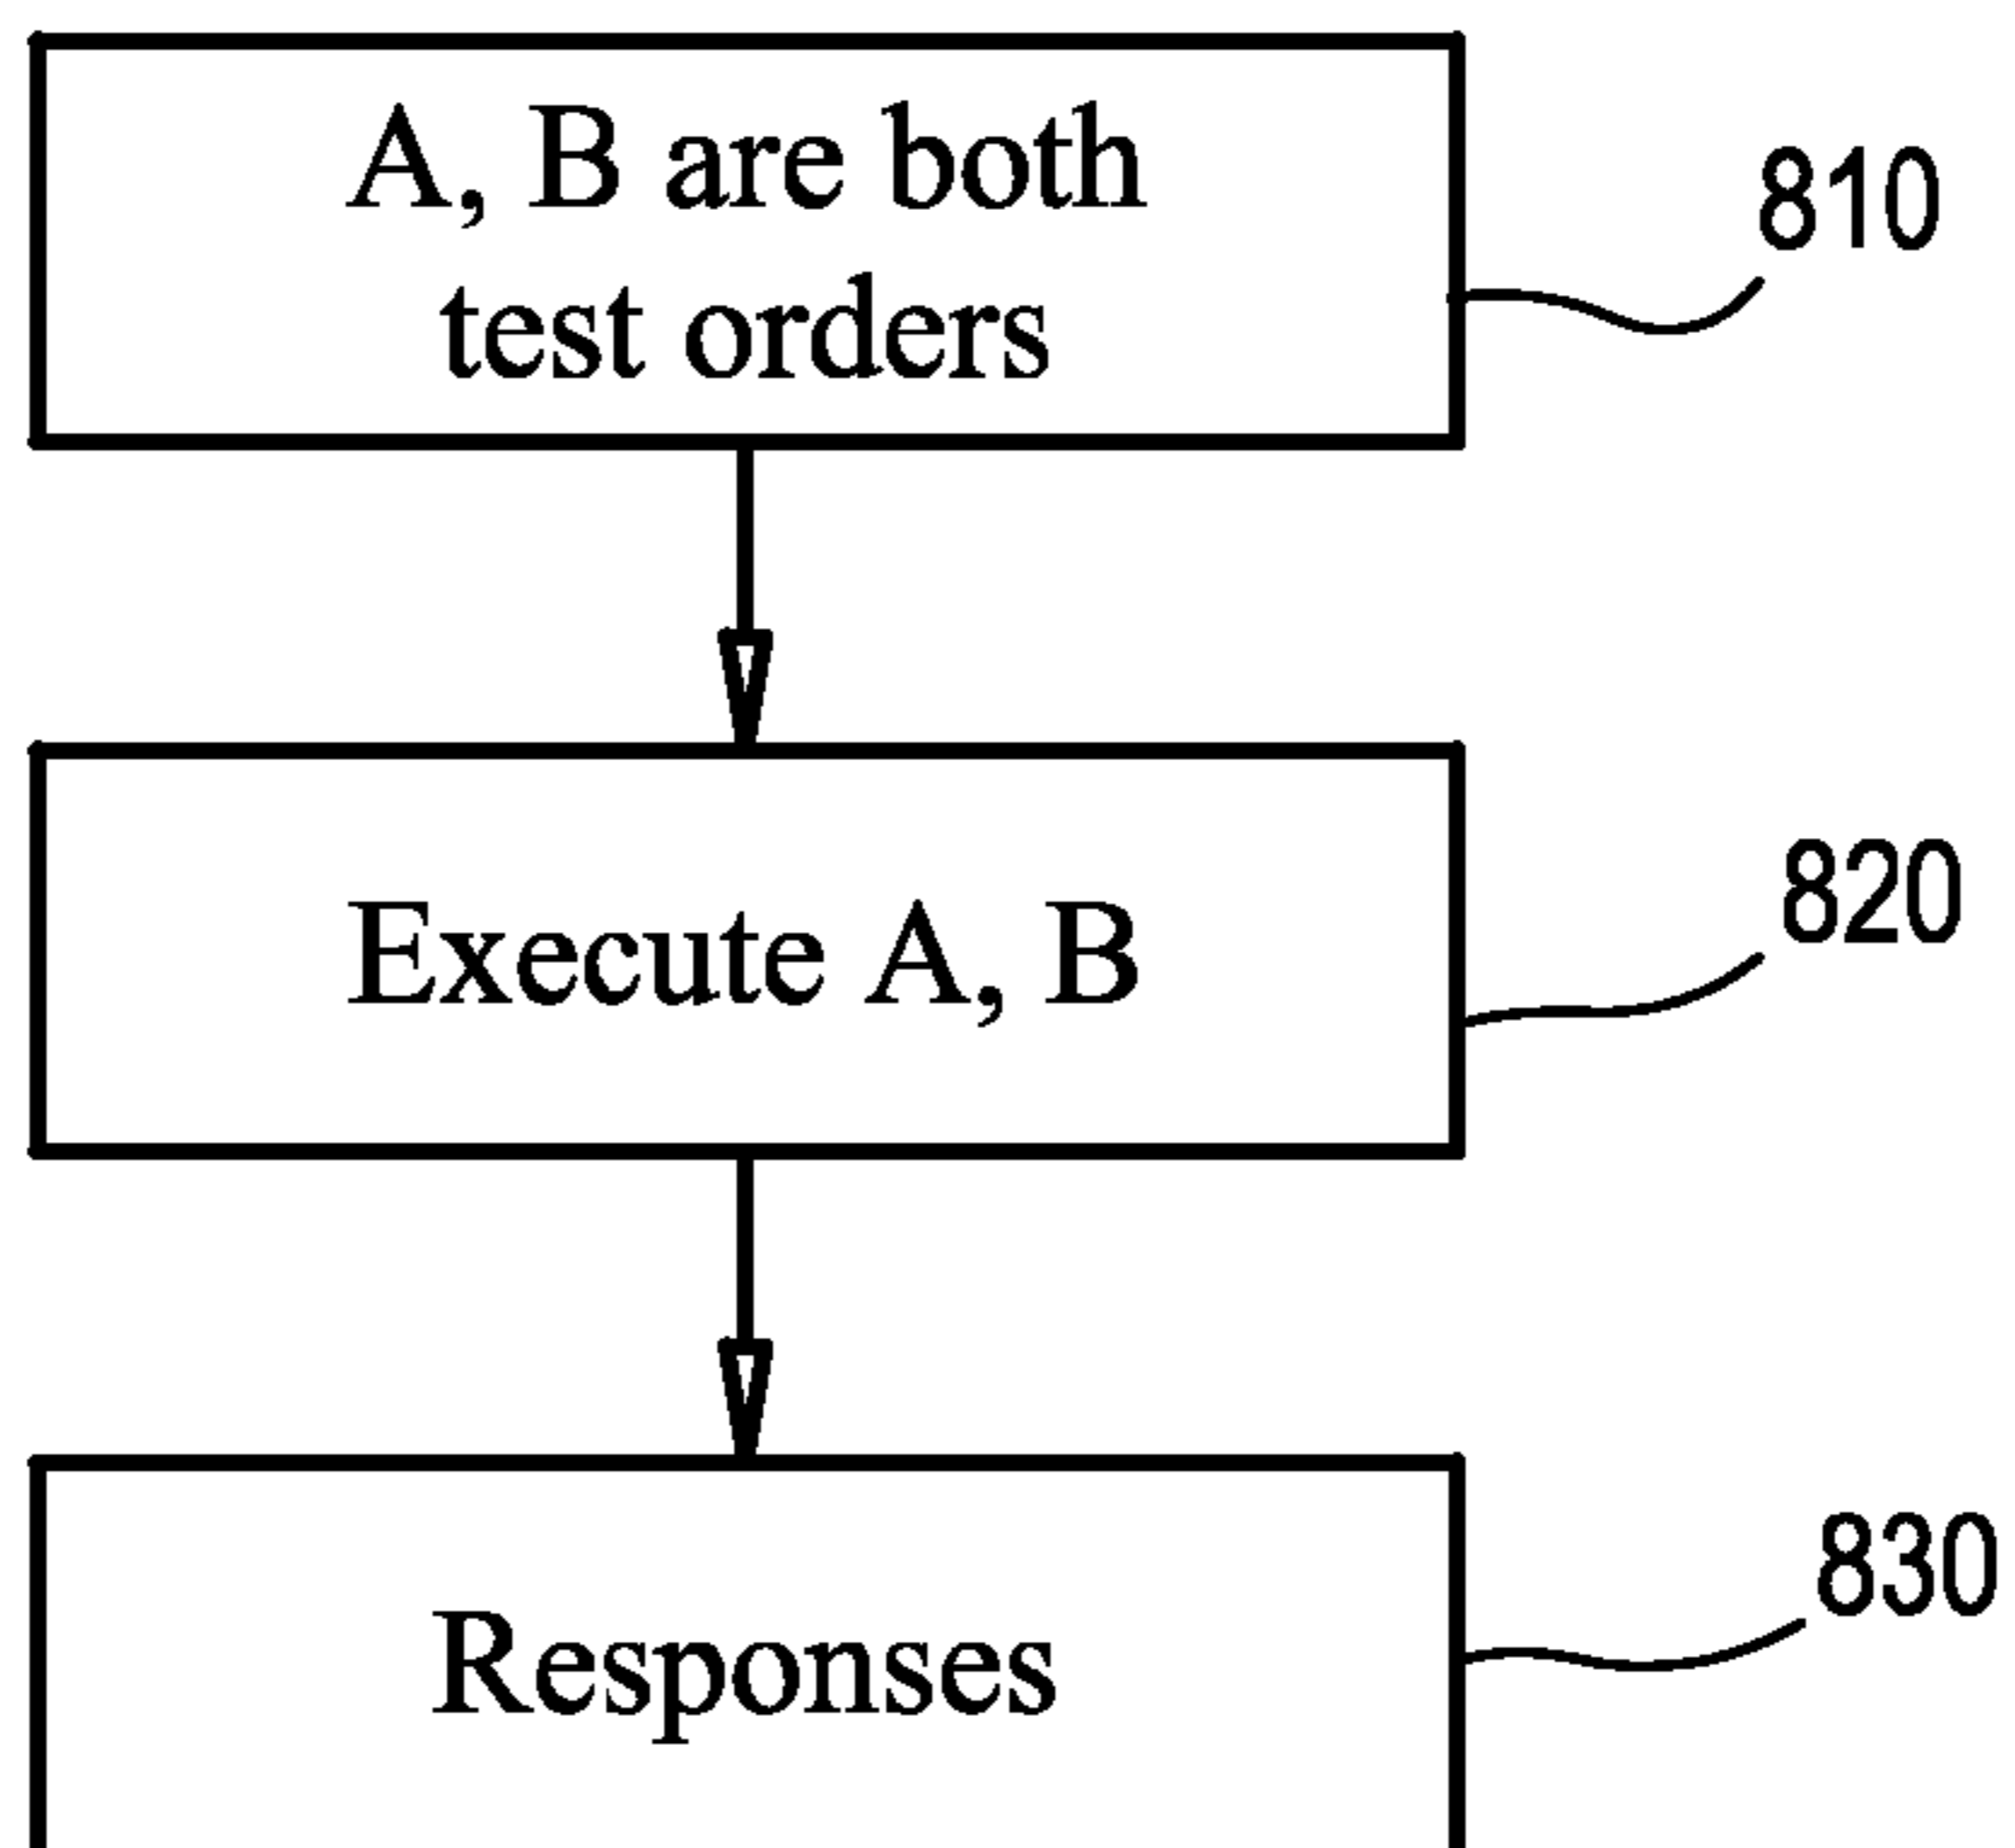 A, B are both
test orders
810
Execute A, B
820
Responses
830